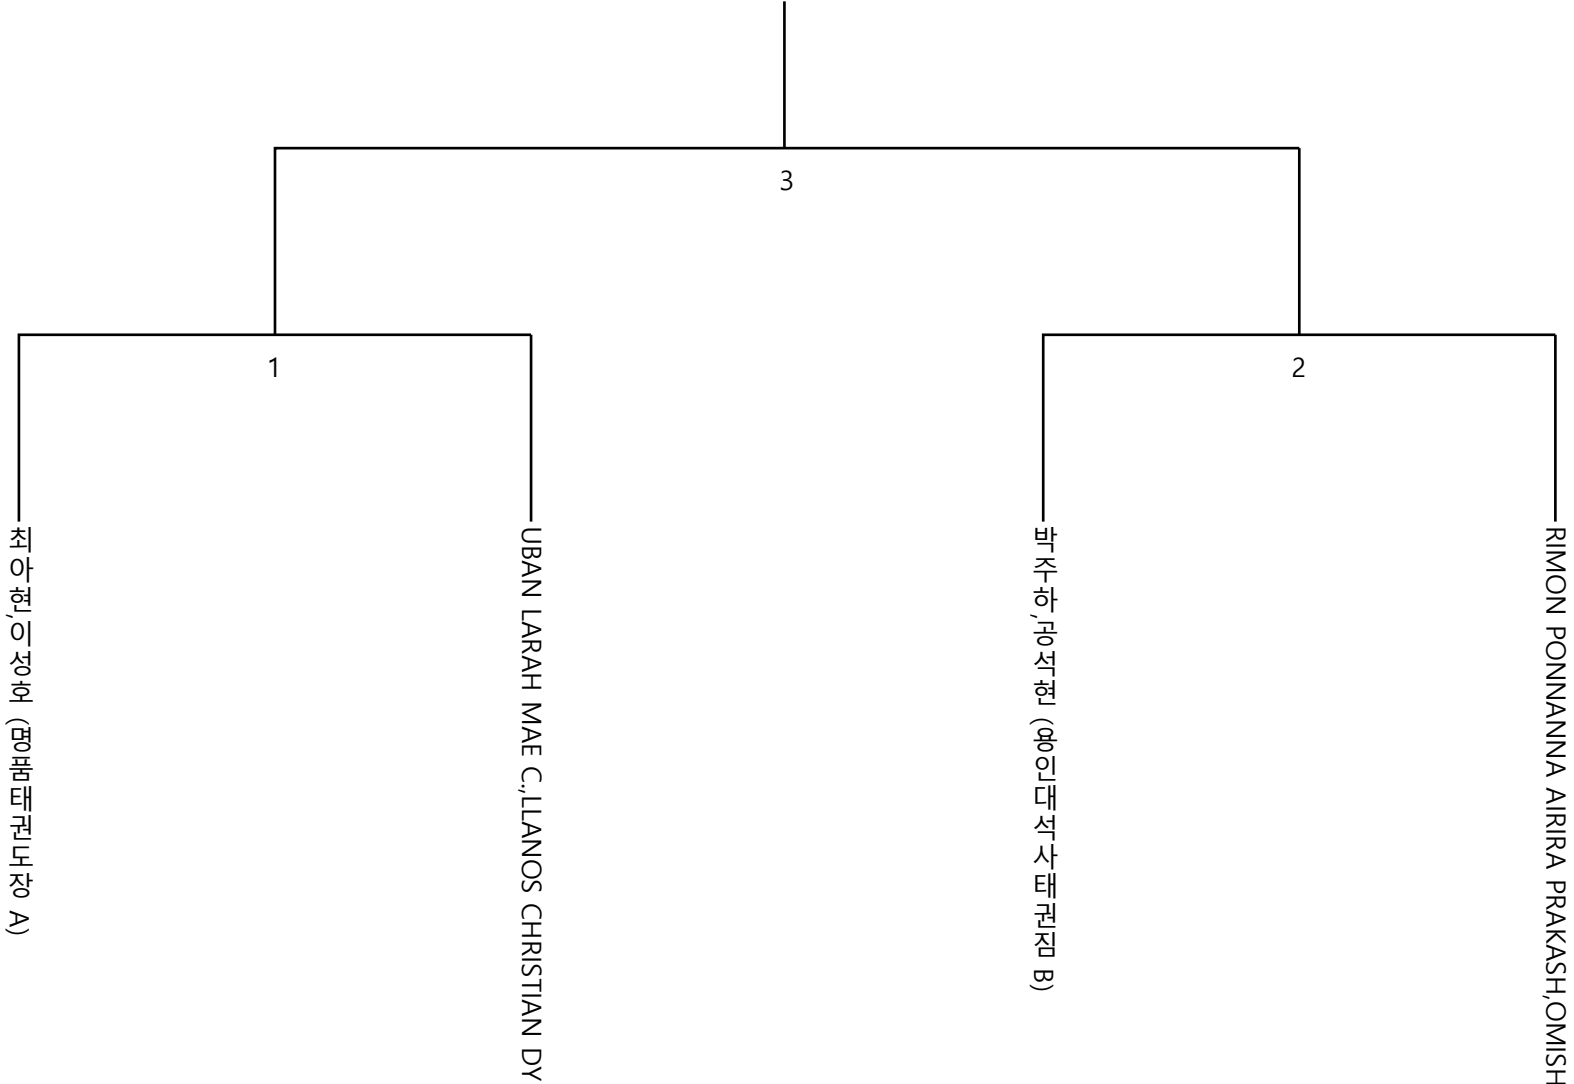 3
1
2
최아현,이성호 (명품태권도장 A)
UBAN LARAH MAE C.,LLANOS CHRISTIAN DY
박주하,공석현 (용인대석사태권짐 B)
RIMON PONNANNA AIRIRA PRAKASH,OMISH